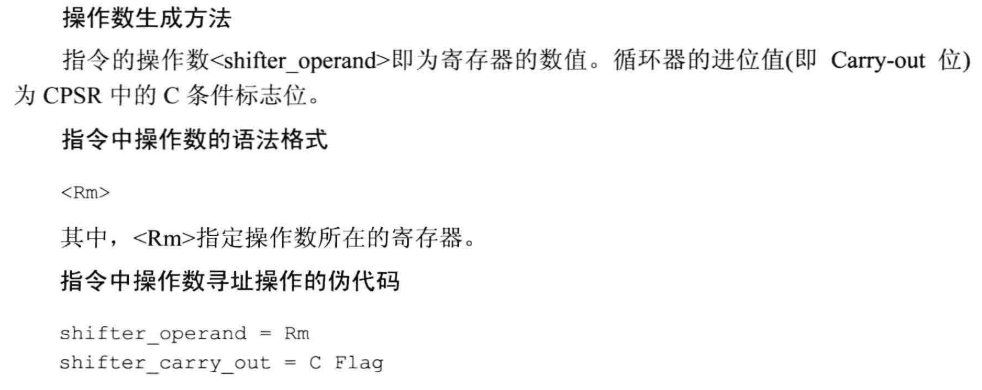 操作数生成方法
指令的操作数<shifter_operand>即为寄存器的数值。循环器的进位值(即 Carry-out 位)
为 CPSR 中的 C 条件标志位。
指令中操作数的语法格式
<Rm>
其中，<Rm>指定操作数所在的寄存器。
指令中操作数寻址操作的伪代码
shifter_operand = Rm
shifter_carry_out = C Flag